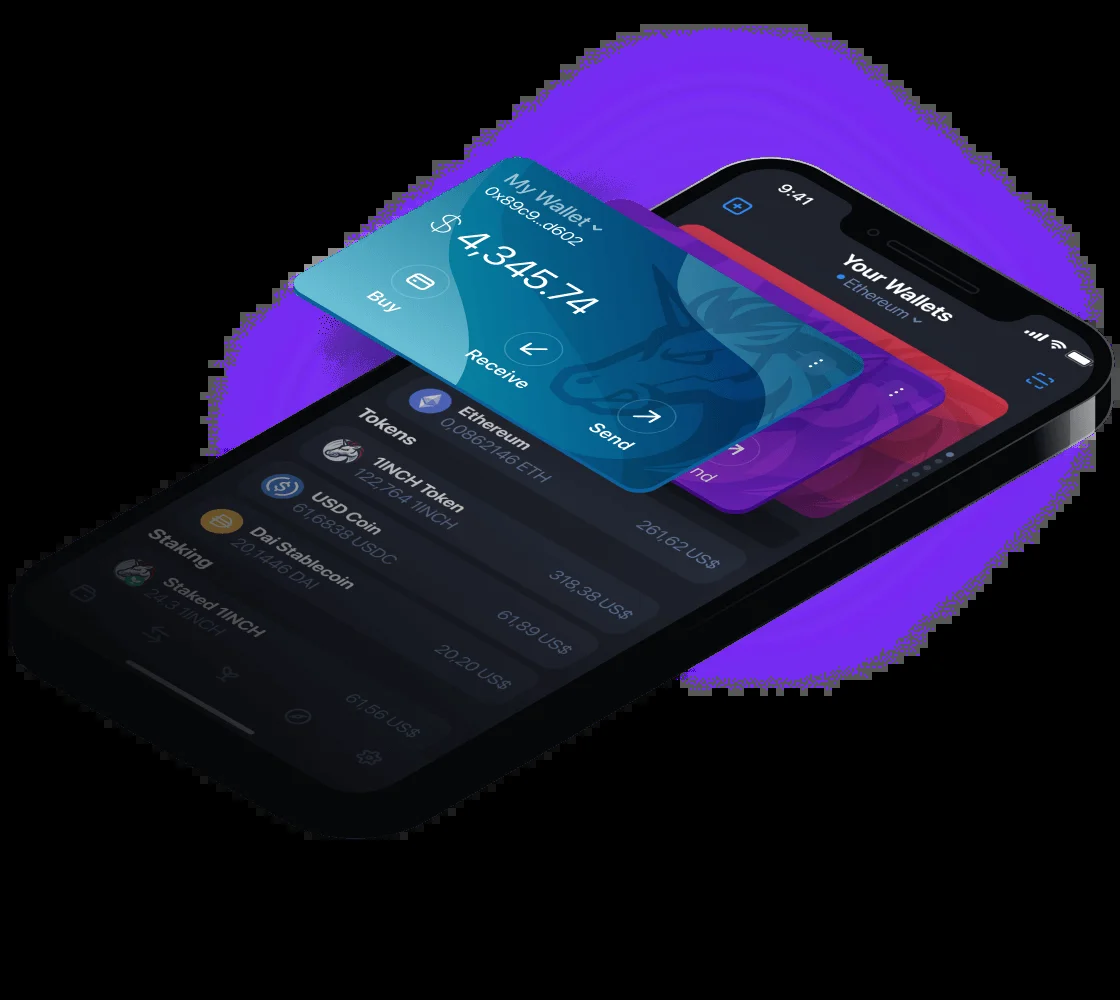 9:41
Your Wallets
Ethereum
My Wallet
0x89c9...d602
$ 4,345.74
Buy
Receive
Send
nd
Ethereum
0,0862146 ETH
261,62 US$
Tokens
1INCH Token
122,764 1INCH
318,38 US$
USD Coin
61,6838 USDC
61,89 US$
Dai Stablecoin
20,1446 DAI
20,20 US$
Staking
Staked 1INCH
24,3 1INCH
61,56 US$